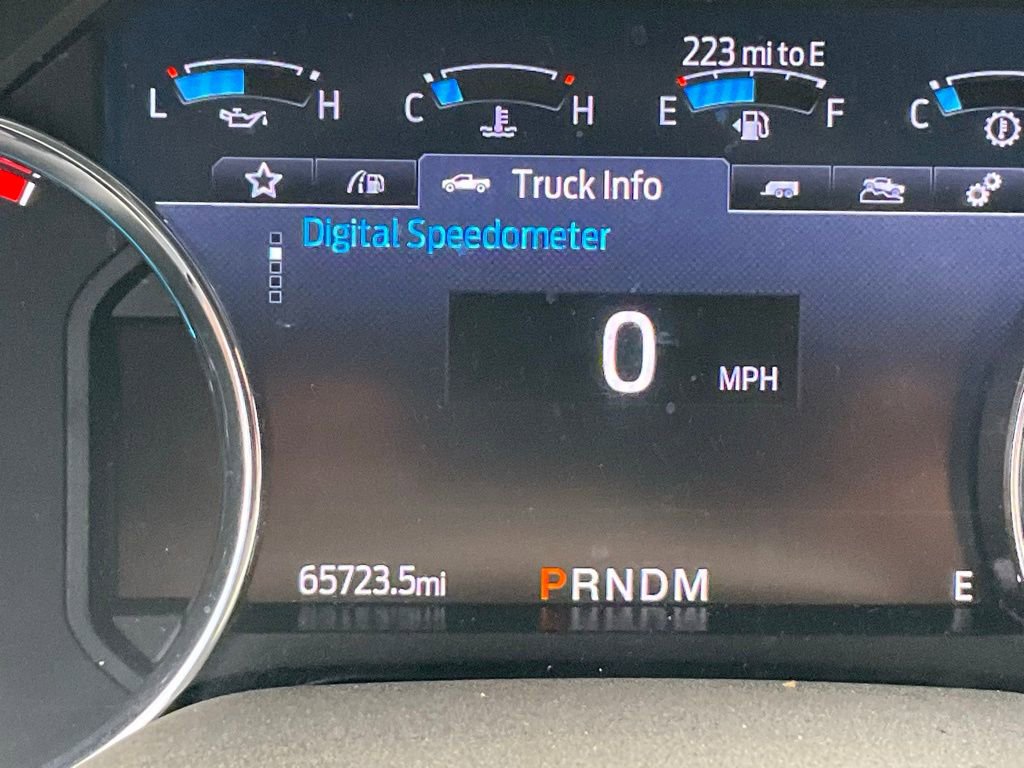 223 mi to E
L H C H E F C
Truck Info
Digital Speedometer
0 MPH
65723.5mi PRNDM E